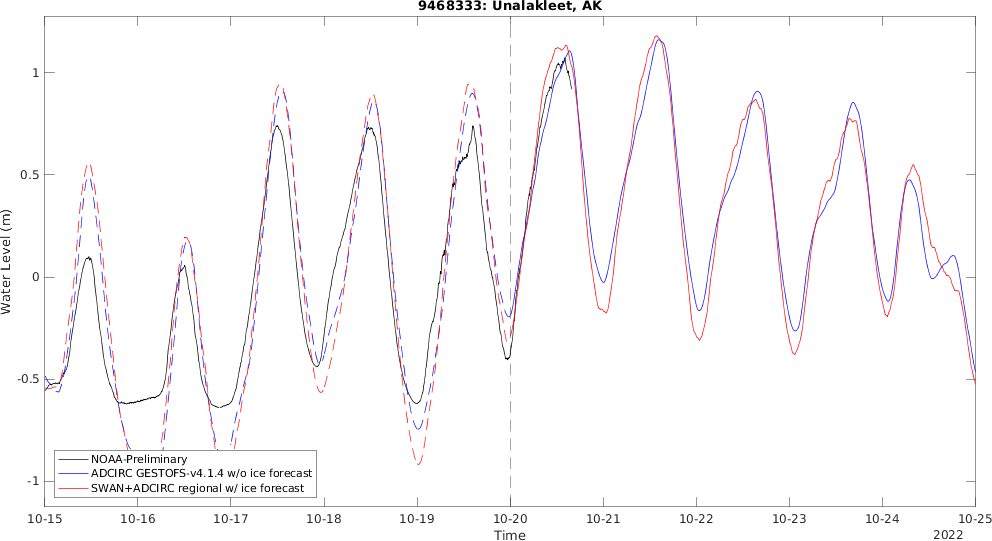 9468333: Unalakleet, AK
Water Level (m)
1
0.5
0
-0.5
-1
NOAA-Preliminary
ADCIRC GESTOFS-v4.1.4 w/o ice forecast
SWAN+ADCIRC regional w/ ice forecast
10-15 10-16 10-17 10-18 10-19 10-20 10-21 10-22 10-23 10-24 10-25
Time
2022